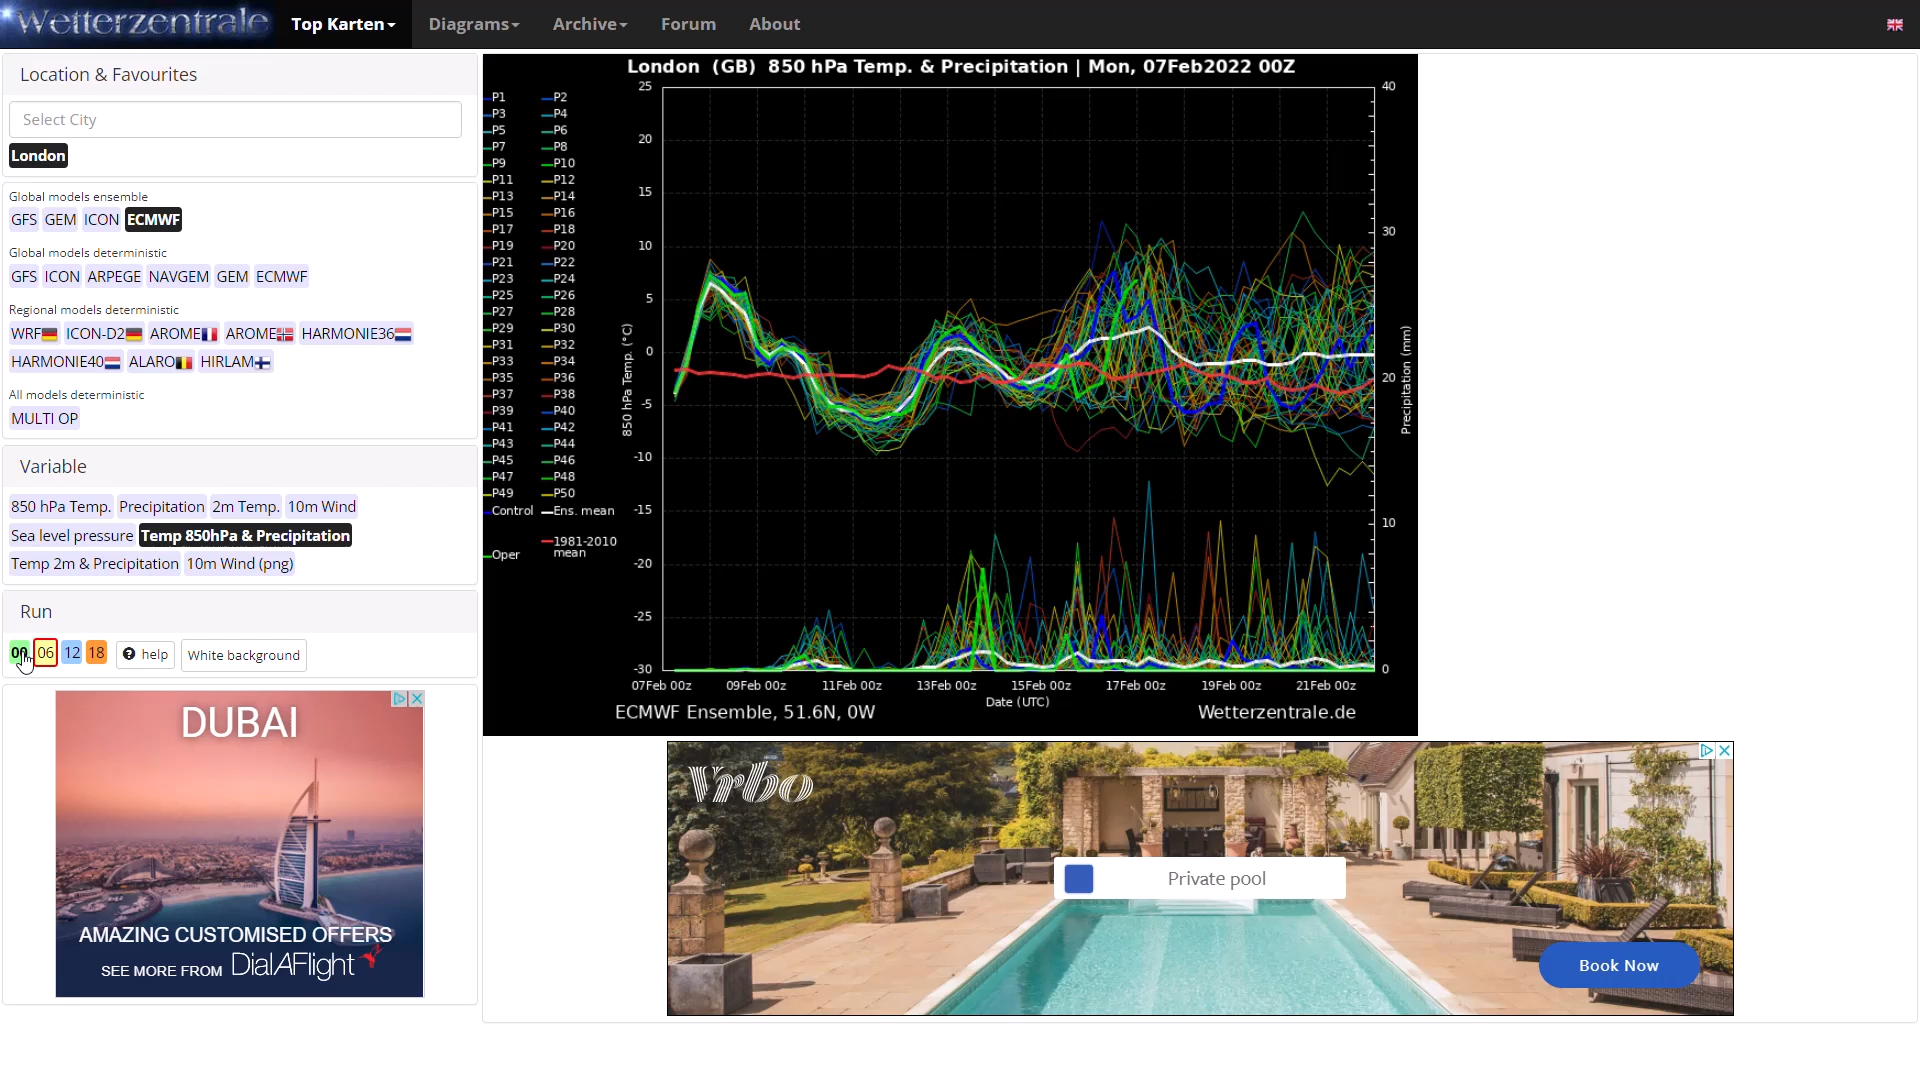 Wetterzentrale
Top Karten
Diagrams
Archive
Forum
About
Location & Favourites
Select City
London
Global models ensemble
GFS GEM ICON ECMWF
Global models deterministic
GFS ICON ARPEGE NAVGEM GEM ECMWF
Regional models deterministic
WRF ICON-D2 AROME AROME HARMONIE36
HARMONIE40 ALARO HIRLAM
All models deterministic
MULTI OP
Variable
850 hPa Temp. Precipitation 2m Temp. 10m Wind
Sea level pressure Temp 850hPa & Precipitation
Temp 2m & Precipitation 10m Wind (png)
Run
00 06 12 18 help White background
DUBAI
AMAZING CUSTOMISED OFFERS
SEE MORE FROM DialAFlight
London (GB) 850 hPa Temp. & Precipitation | Mon, 07Feb2022 00Z
P1 P2
P3 P4
P5 P6
P7 P8
P9 P10
P11 P12
P13 P14
P15 P16
P17 P18
P19 P20
P21 P22
P23 P24
P25 P26
P27 P28
P29 P30
P31 P32
P33 P34
P35 P36
P37 P38
P39 P40
P41 P42
P43 P44
P45 P46
P47 P48
P49 P50
Control Ens. mean
Oper 1981-2010
mean
850 hPa Temp. (°C)
25
20
15
10
5
0
-5
-10
-15
-20
-25
-30
40
30
20
10
0
Precipitation (mm)
07Feb 00z 09Feb 00z 11Feb 00z 13Feb 00z 15Feb 00z 17Feb 00z 19Feb 00z 21Feb 00z
Date (UTC)
ECMWF Ensemble, 51.6N, 0W
Wetterzentrale.de
Vrbo
Private pool
Book Now